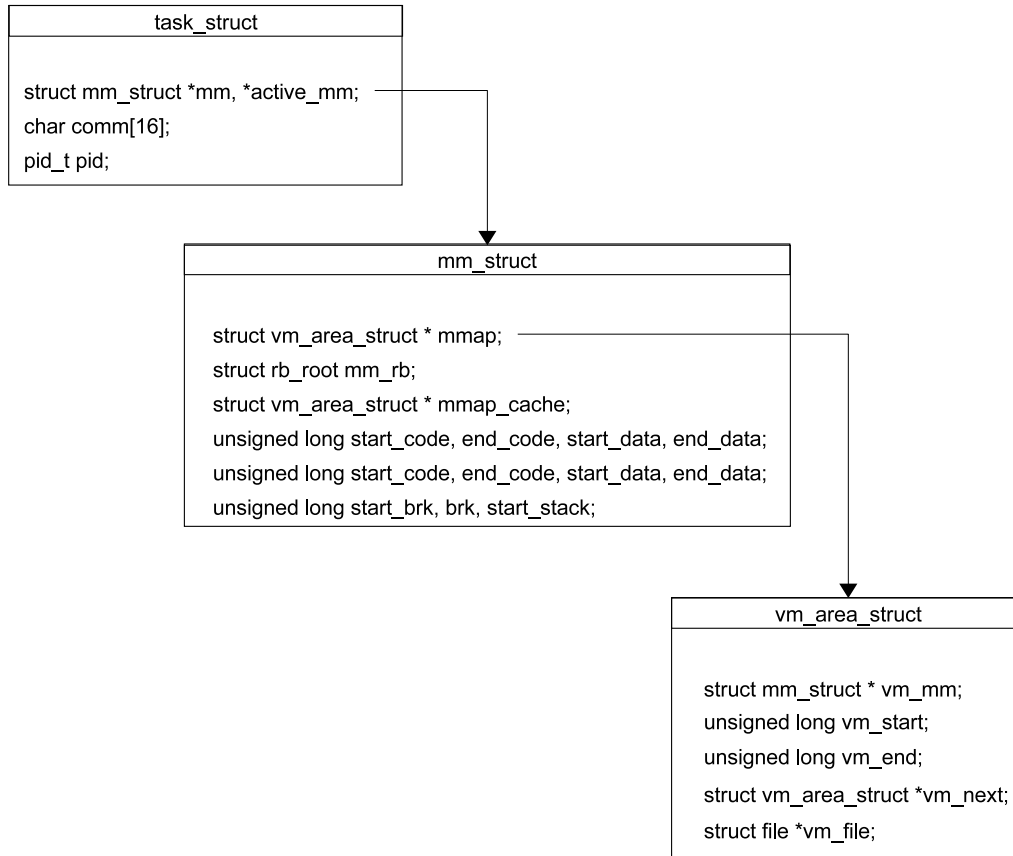 task_struct
struct mm_struct *mm, *active_mm;
char comm[16];
pid_t pid;
mm_struct
struct vm_area_struct * mmap;
struct rb_root mm_rb;
struct vm_area_struct * mmap_cache;
unsigned long start_code, end_code, start_data, end_data;
unsigned long start_code, end_code, start_data, end_data;
unsigned long start_brk, brk, start_stack;
vm_area_struct
struct mm_struct * vm_mm;
unsigned long vm_start;
unsigned long vm_end;
struct vm_area_struct *vm_next;
struct file *vm_file;